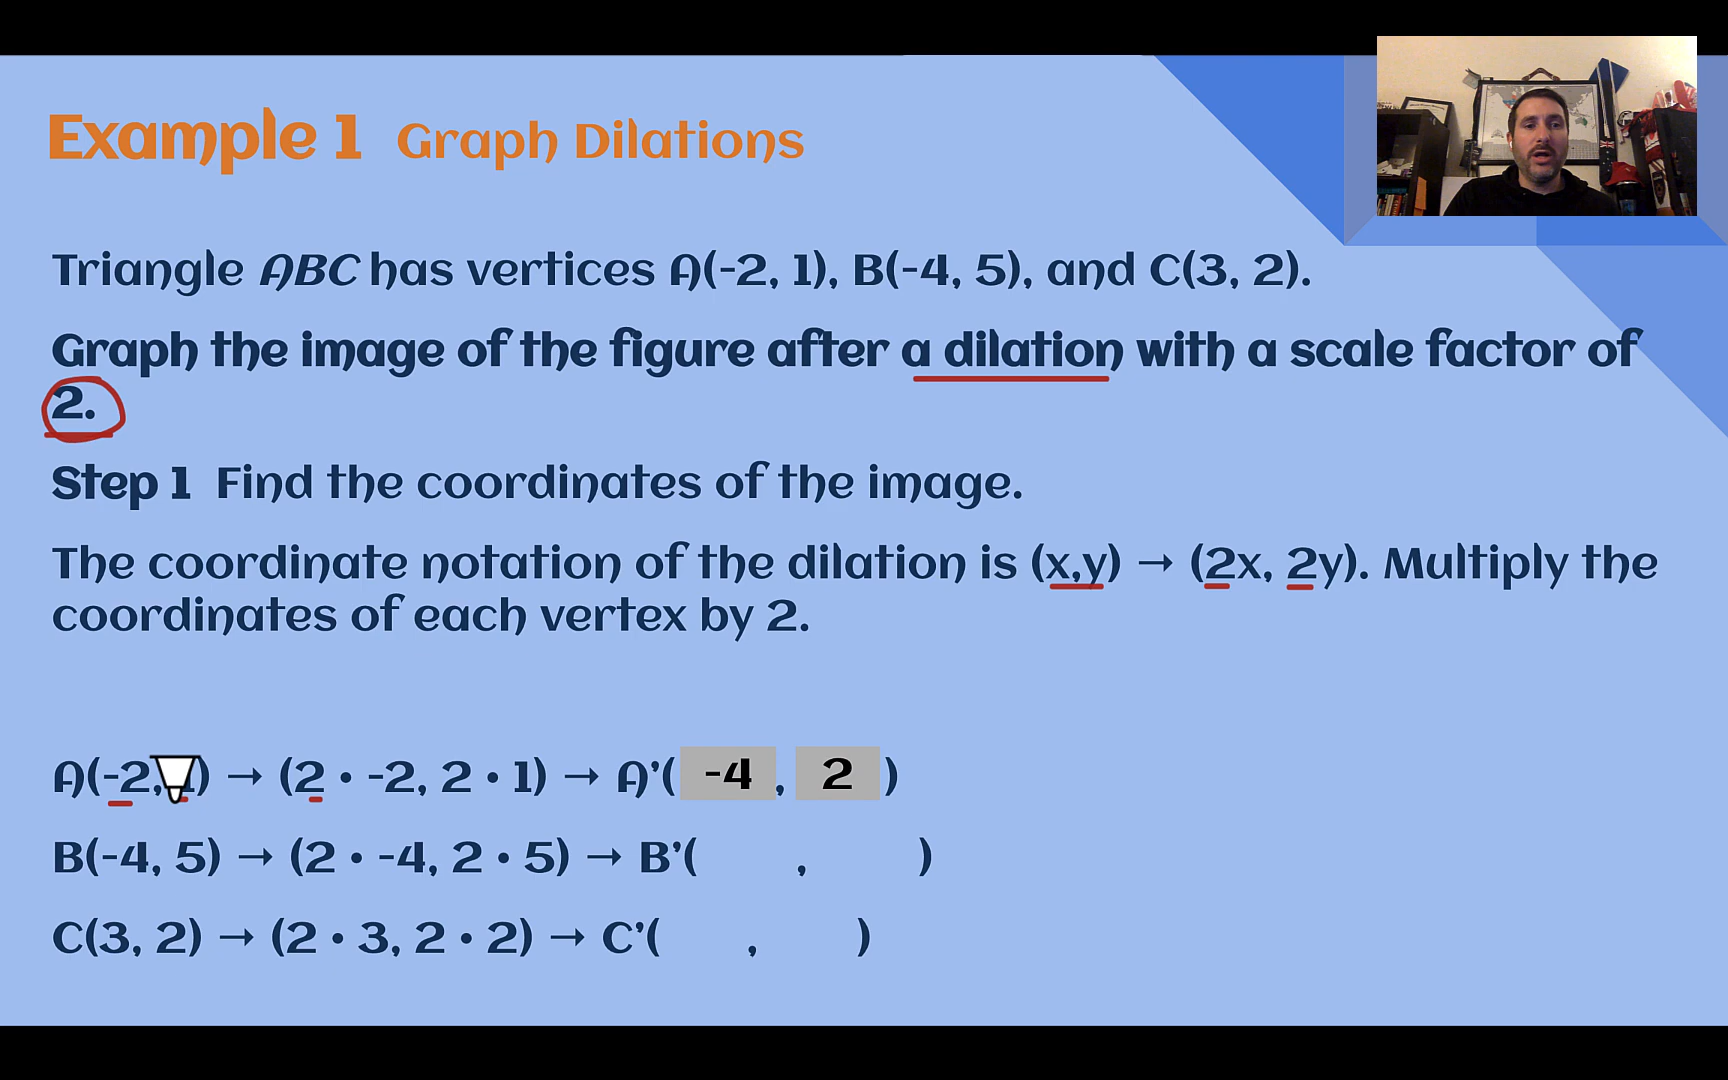 Example 1 Graph Dilations
Triangle ABC has vertices A(-2, 1), B(-4, 5), and C(3, 2).
Graph the image of the figure after a dilation with a scale factor of
2.
Step 1 Find the coordinates of the image.
The coordinate notation of the dilation is (x,y) → (2x, 2y). Multiply the
coordinates of each vertex by 2.
A(-2, 1) → (2 • -2, 2 • 1) → A’( -4 , 2 )
B(-4, 5) → (2 • -4, 2 • 5) → B’( , )
C(3, 2) → (2 • 3, 2 • 2) → C’( , )